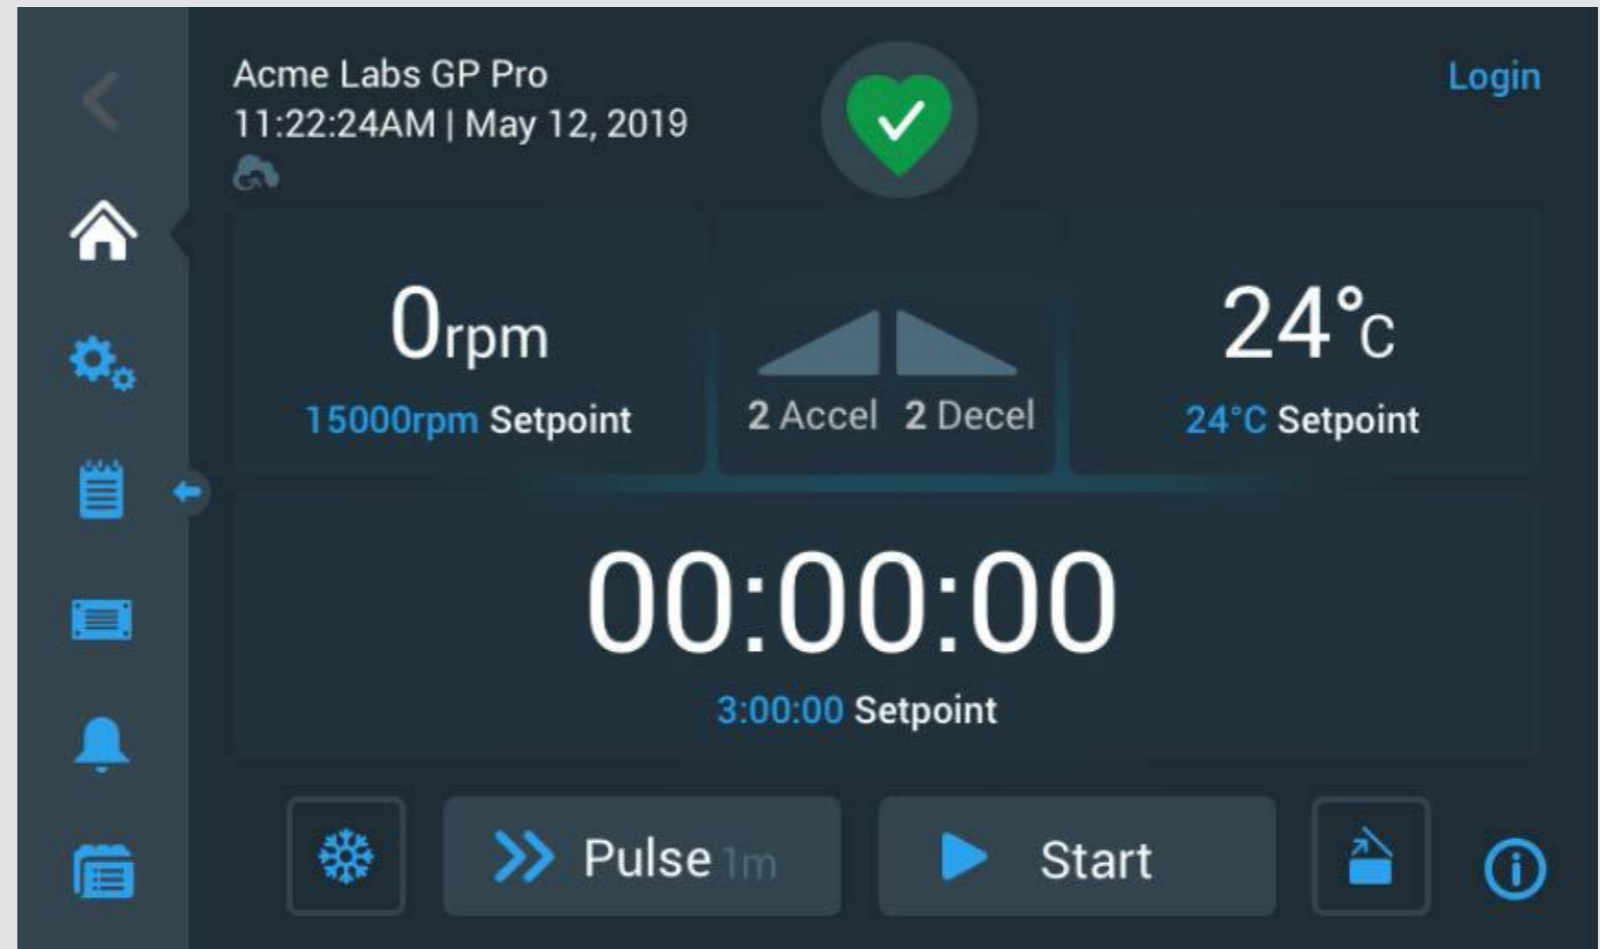 Acme Labs GP Pro
11:22:24AM | May 12, 2019
Login
0rpm
15000rpm Setpoint
2 Accel 2 Decel
24°C
24°C Setpoint
00:00:00
3:00:00 Setpoint
Pulse 1m
Start